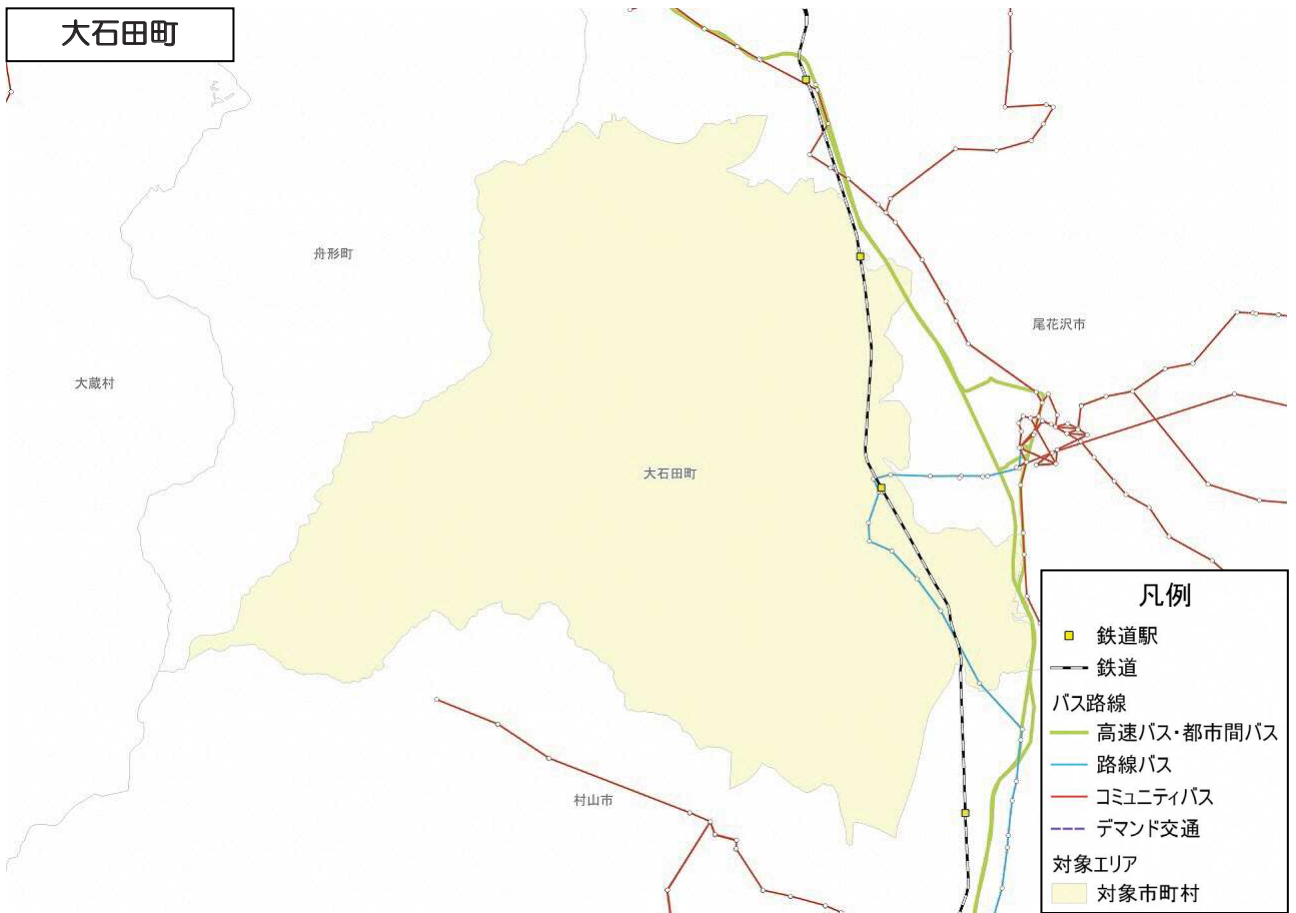 大石田町
舟形町
尾花沢市
大蔵村
大石田町
村山市
凡例
鉄道駅
鉄道
バス路線
高速バス・都市間バス
路線バス
コミュニティバス
デマンド交通
対象エリア
対象市町村